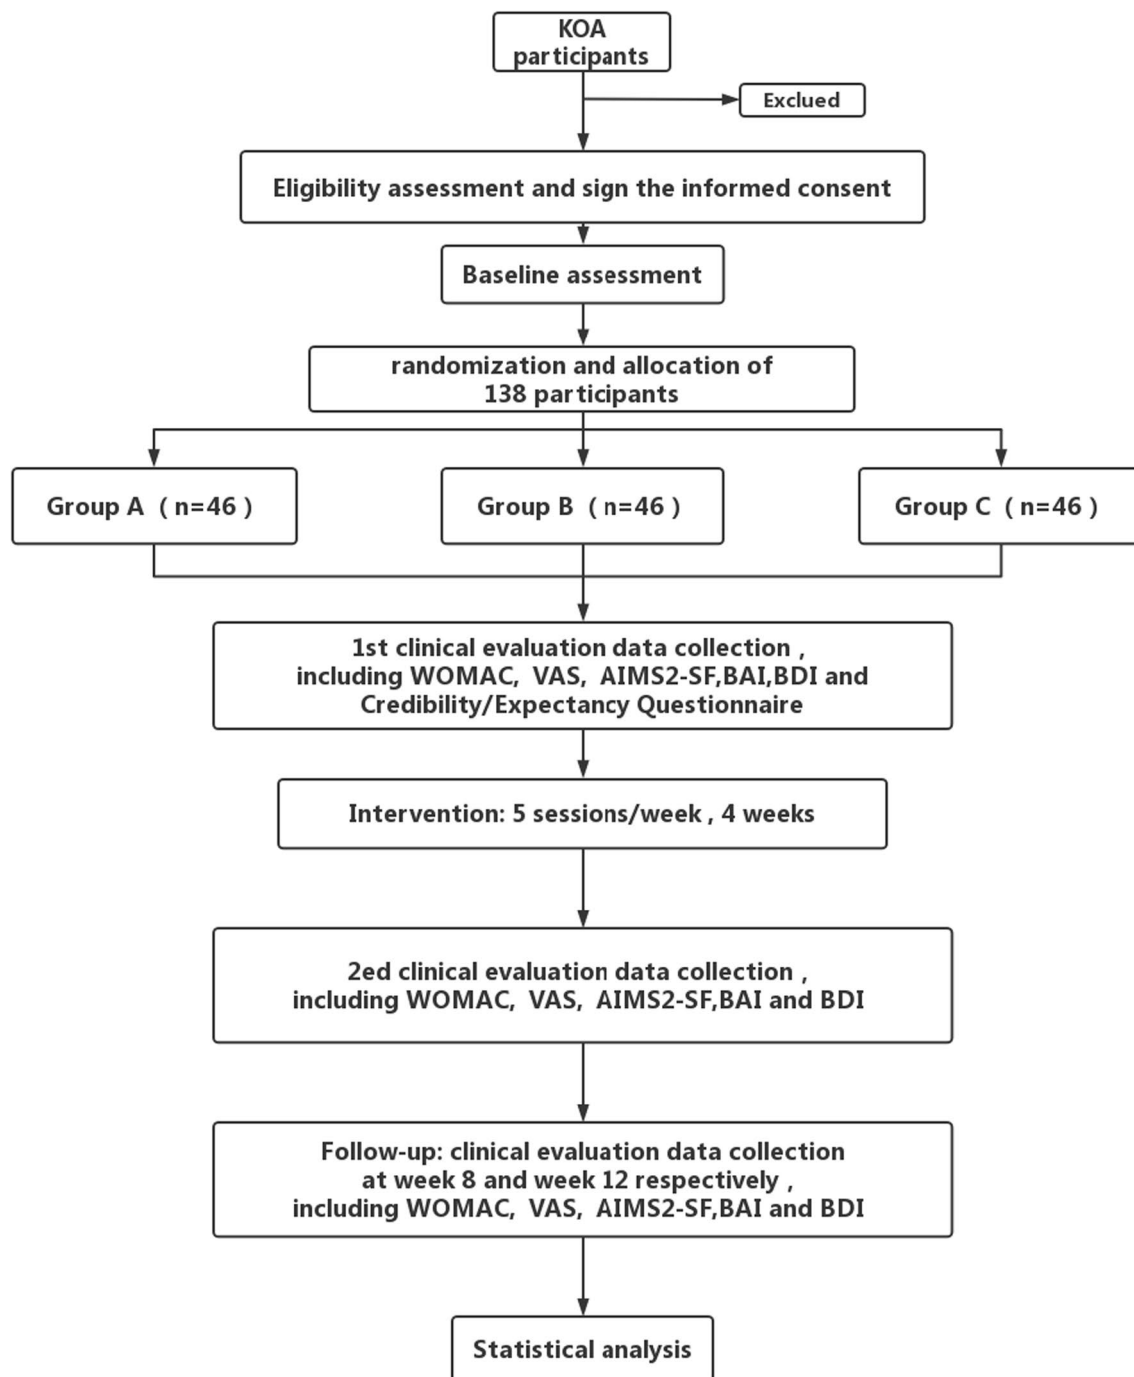 KOA
participants
Exclued
Eligibility assessment and sign the informed consent
Baseline assessment
randomization and allocation of
138 participants
Group A ( n=46 )
Group B ( n=46 )
Group C ( n=46 )
1st clinical evaluation data collection ,
including WOMAC, VAS, AIMS2-SF,BAI,BDI and
Credibility/Expectancy Questionnaire
Intervention: 5 sessions/week , 4 weeks
2ed clinical evaluation data collection ,
including WOMAC, VAS, AIMS2-SF,BAI and BDI
Follow-up: clinical evaluation data collection
at week 8 and week 12 respectively ,
including WOMAC, VAS, AIMS2-SF,BAI and BDI
Statistical analysis